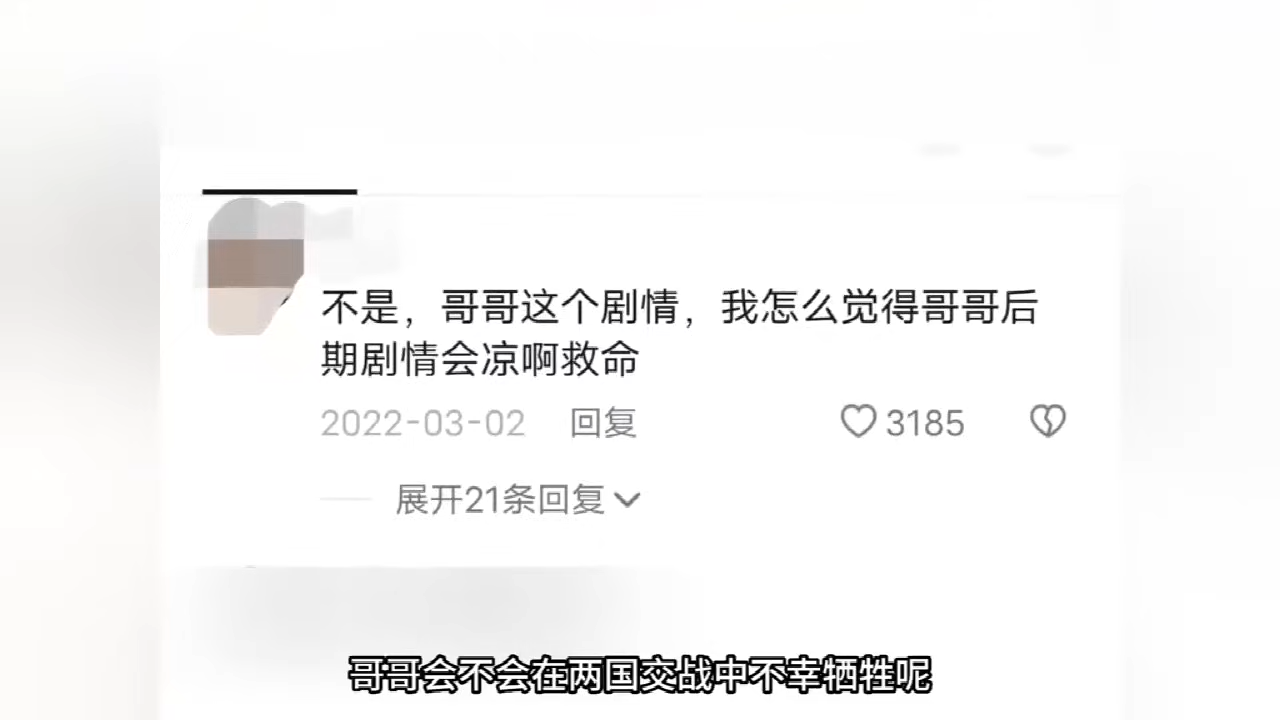 不是，哥哥这个剧情，我怎么觉得哥哥后
期剧情会凉啊救命
2022-03-02 回复 3185
展开21条回复
哥哥会不会在两国交战中不幸牺牲呢